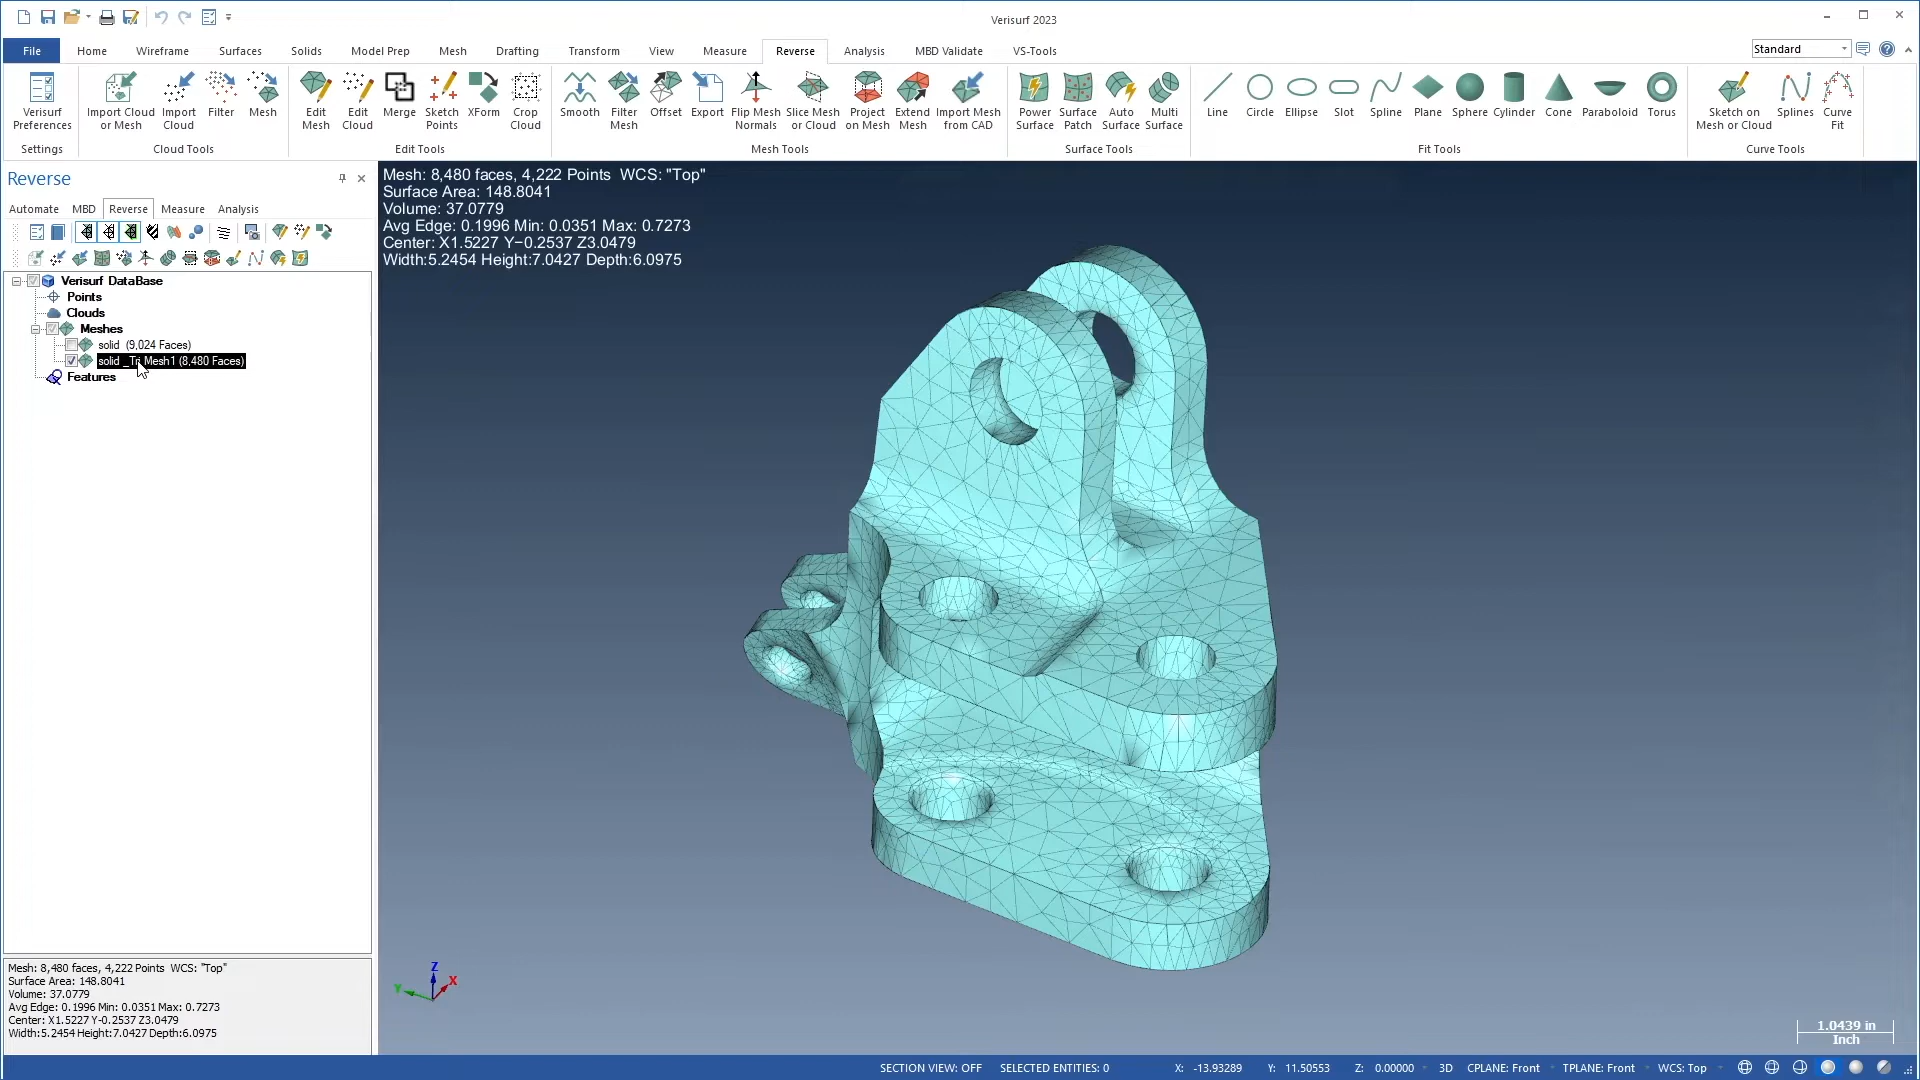 Verisurf 2023
File Home Wireframe Surfaces Solids Model Prep Mesh Drafting Transform View Measure Reverse Analysis MBD Validate VS-Tools
Standard
Verisurf Preferences
Import Cloud or Mesh
Import Cloud
Filter
Mesh
Edit Mesh
Edit Cloud
Merge
Sketch Points
XForm
Crop Cloud
Smooth
Filter Mesh
Offset
Export
Flip Mesh Normals
Slice Mesh or Cloud
Project on Mesh
Extend Mesh
Import Mesh from CAD
Power Surface
Surface Patch
Auto Surface
Multi Surface
Line
Circle
Ellipse
Slot
Spline
Plane
Sphere
Cylinder
Cone
Paraboloid
Torus
Sketch on Mesh or Cloud
Splines
Curve Fit
Settings
Cloud Tools
Edit Tools
Mesh Tools
Surface Tools
Fit Tools
Curve Tools
Reverse
Automate MBD Reverse Measure Analysis
Verisurf DataBase
Points
Clouds
Meshes
solid (9,024 Faces)
solid _Tri Mesh1 (8,480 Faces)
Features
Mesh: 8,480 faces, 4,222 Points WCS: "Top"
Surface Area: 148.8041
Volume: 37.0779
Avg Edge: 0.1996 Min: 0.0351 Max: 0.7273
Center: X1.5227 Y-0.2537 Z3.0479
Width:5.2454 Height:7.0427 Depth:6.0975
Mesh: 8,480 faces, 4,222 Points WCS: "Top"
Surface Area: 148.8041
Volume: 37.0779
Avg Edge: 0.1996 Min: 0.0351 Max: 0.7273
Center: X1.5227 Y−0.2537 Z3.0479
Width:5.2454 Height:7.0427 Depth:6.0975
Z
X
Y
1.0439 in
Inch
SECTION VIEW: OFF SELECTED ENTITIES: 0 X: -13.93289 Y: 11.50553 Z: 0.00000 3D CPLANE: Front TPLANE: Front WCS: Top